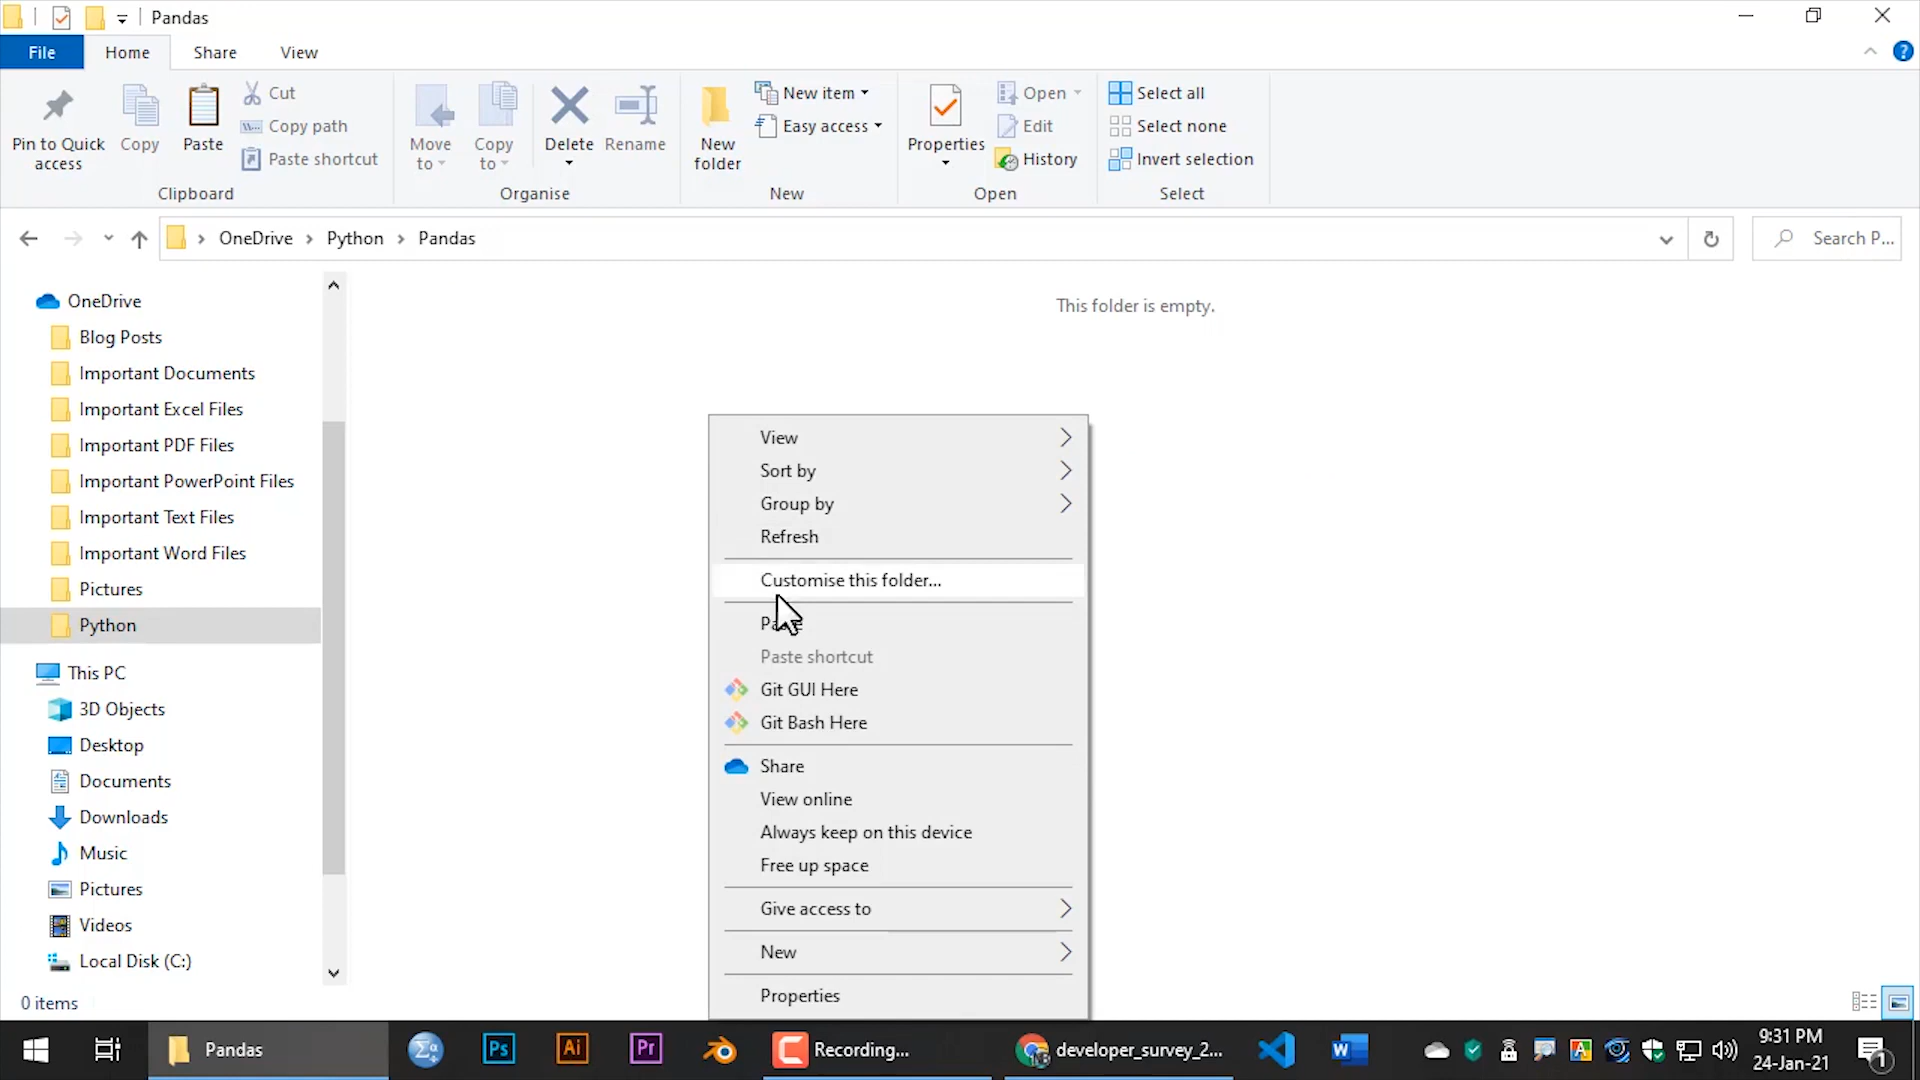 Pandas
File Home Share View
Pin to Quick access
Copy
Paste
Cut
Copy path
Paste shortcut
Clipboard
Move to
Copy to
Delete
Rename
Organise
New folder
New item
Easy access
New
Properties
Open
Edit
History
Open
Select all
Select none
Invert selection
Select
OneDrive Python Pandas
Search P...
OneDrive
Blog Posts
Important Documents
Important Excel Files
Important PDF Files
Important PowerPoint Files
Important Text Files
Important Word Files
Pictures
Python
This PC
3D Objects
Desktop
Documents
Downloads
Music
Pictures
Videos
Local Disk (C:)
This folder is empty.
View
Sort by
Group by
Refresh
Customise this folder...
Paste shortcut
Git GUI Here
Git Bash Here
Share
View online
Always keep on this device
Free up space
Give access to
New
Properties
0 items
Pandas
Ps
Ai
Pr
Recording...
developer_survey_2...
9:31 PM
24-Jan-21
1